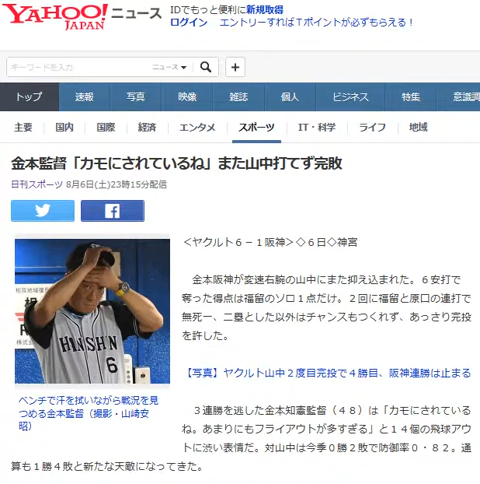 YAHOO! ニュース
JAPAN
IDでもっと便利に新規取得
ログイン エントリーすればTポイントが必ずもらえる！
キーワードを入力 ニュース
トップ 速報 写真 映像 雑誌 個人 ビジネス 特集 意識調
主要 国内 国際 経済 エンタメ スポーツ IT・科学 ライフ 地域
金本監督「カモにされているね」また山中打てず完敗
日刊スポーツ 8月6日(土)23時15分配信
＜ヤクルト６－１阪神＞◇６日◇神宮
金本阪神が変速右腕の山中にまた抑え込まれた。６安打で
奪った得点は福留のソロ１点だけ。２回に福留と原口の連打で
無死一、二塁とした以外はチャンスもつくれず、あっさり完投
を許した。
【写真】ヤクルト山中２度目完投で４勝目、阪神連勝は止まる
HANSHIN
6
ベンチで汗を拭いながら戦況を見
つめる金本監督（撮影・山崎安
昭）
３連勝を逃した金本知憲監督（４８）は「カモにされている
ね。あまりにもフライアウトが多すぎる」と１４個の飛球アウ
トに渋い表情だ。対山中は今季０勝２敗で防御率０・８２。通
算も１勝４敗と新たな天敵になってきた。